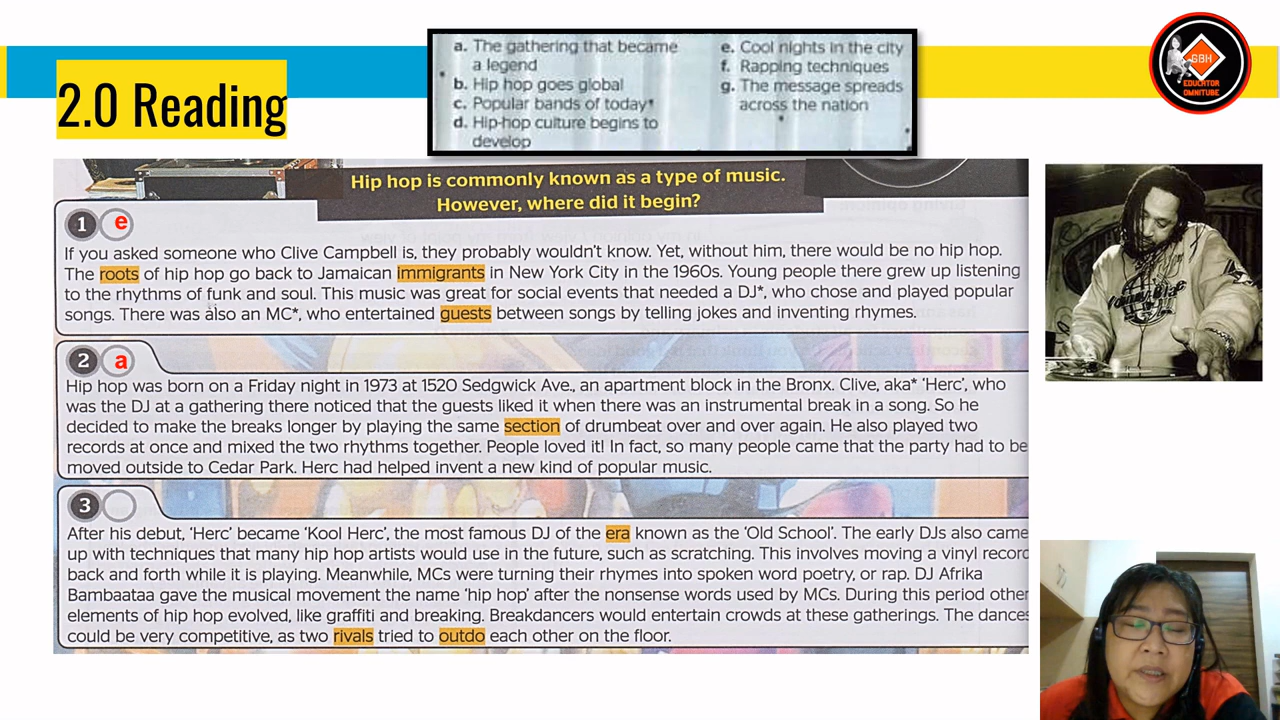 2.0 Reading
a. The gathering that became
a legend
b. Hip hop goes global
c. Popular bands of today*
d. Hip-hop culture begins to
develop
e. Cool nights in the city
f. Rapping techniques
g. The message spreads
across the nation
GBH
EDUCATOR
OMNITUBE
Hip hop is commonly known as a type of music.
However, where did it begin?
1 e
If you asked someone who Clive Campbell is, they probably wouldn't know. Yet, without him, there would be no hip hop.
The roots of hip hop go back to Jamaican immigrants in New York City in the 1960s. Young people there grew up listening
to the rhythms of funk and soul. This music was great for social events that needed a DJ*, who chose and played popular
songs. There was also an MC*, who entertained guests between songs by telling jokes and inventing rhymes.
2 a
Hip hop was born on a Friday night in 1973 at 1520 Sedgwick Ave., an apartment block in the Bronx. Clive, aka* 'Herc', who
was the DJ at a gathering there noticed that the guests liked it when there was an instrumental break in a song. So he
decided to make the breaks longer by playing the same section of drumbeat over and over again. He also played two
records at once and mixed the two rhythms together. People loved it! In fact, so many people came that the party had to be
moved outside to Cedar Park. Herc had helped invent a new kind of popular music.
3
After his debut, 'Herc' became 'Kool Herc', the most famous DJ of the era known as the 'Old School'. The early DJs also came
up with techniques that many hip hop artists would use in the future, such as scratching. This involves moving a vinyl record
back and forth while it is playing. Meanwhile, MCs were turning their rhymes into spoken word poetry, or rap. DJ Afrika
Bambaataa gave the musical movement the name 'hip hop' after the nonsense words used by MCs. During this period other
elements of hip hop evolved, like graffiti and breaking. Breakdancers would entertain crowds at these gatherings. The dances
could be very competitive, as two rivals tried to outdo each other on the floor.